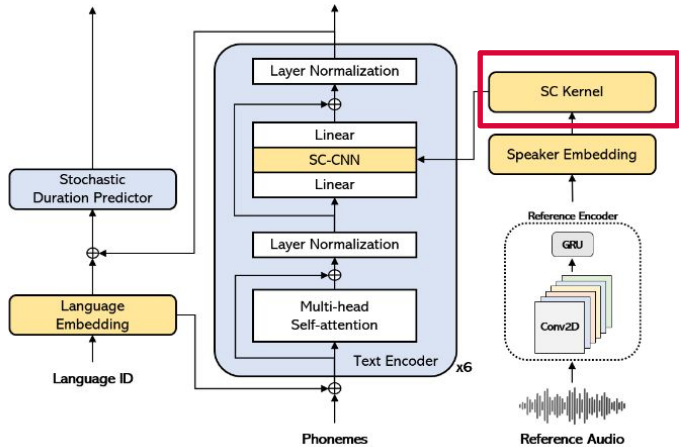 Layer Normalization
Linear
SC-CNN
Linear
Layer Normalization
Multi-head
Self-attention
Text Encoder
x6
Phonemes
Stochastic
Duration Predictor
Language
Embedding
Language ID
SC Kernel
Speaker Embedding
Reference Encoder
GRU
Conv2D
Reference Audio